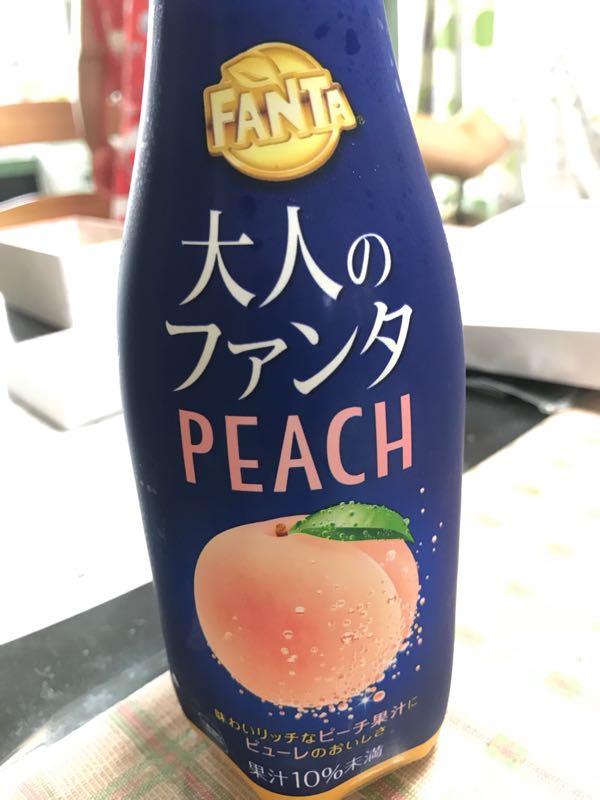 FANTA
大人の
ファンタ
PEACH
味わいリッチなピーチ果汁に
ピューレのおいしさ
果汁10%未満